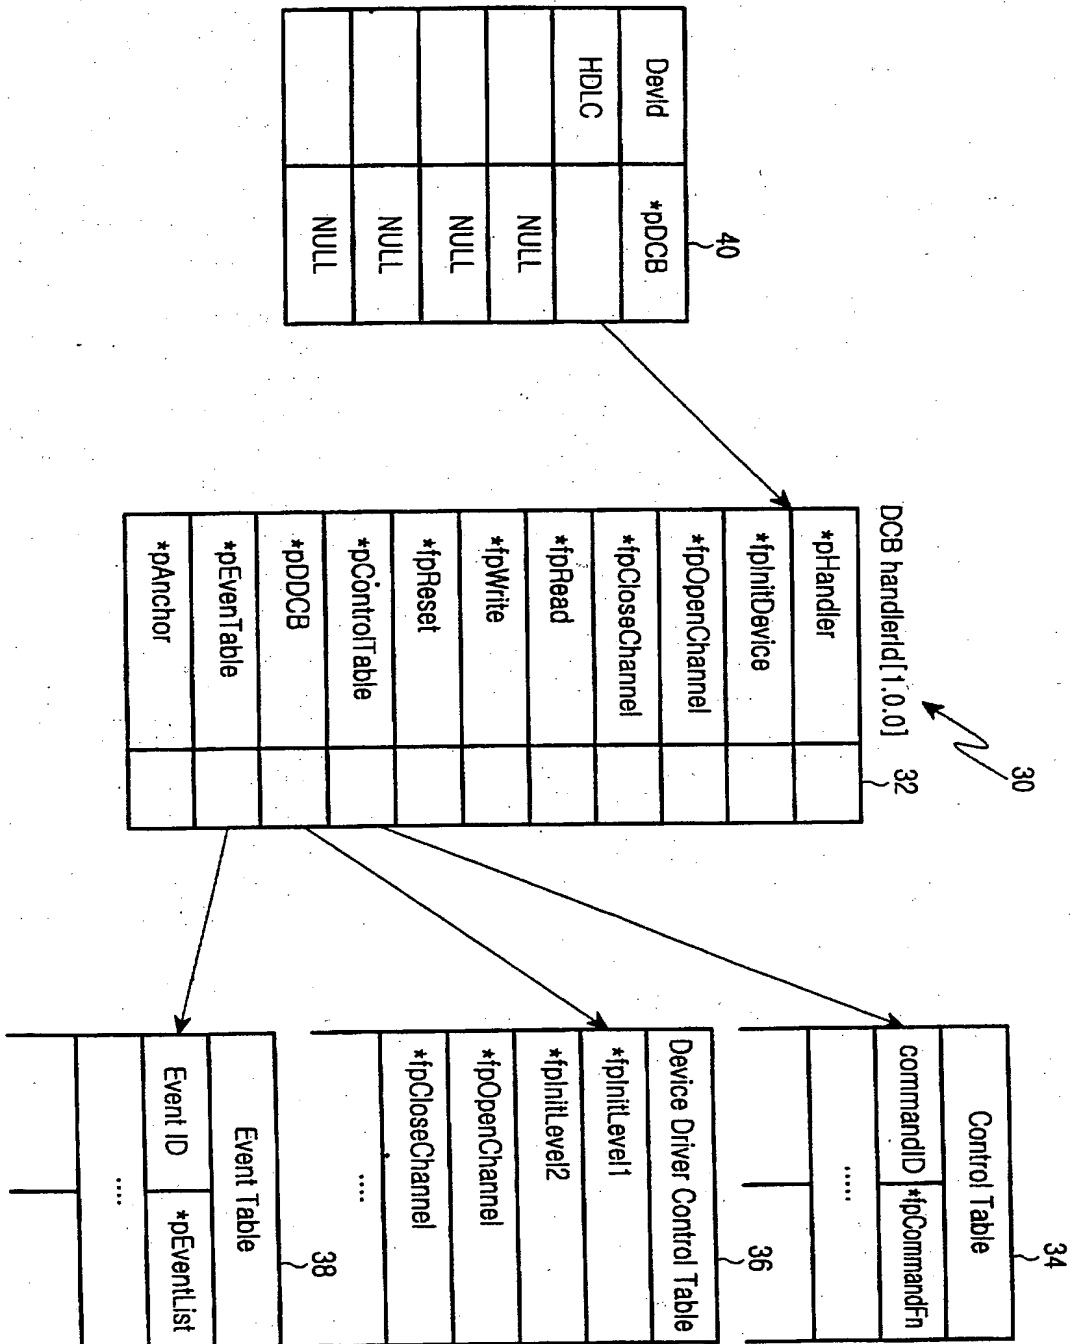 40
DevId *pDCB
HDLC
NULL
NULL
NULL
NULL
30
DCB handlerId[1.0.0]
32
*pHandler
*fpInitDevice
*fpOpenChannel
*fpCloseChannel
*fpRead
*fpWrite
*fpReset
*pControlTable
*pDDCB
*pEvenTable
*pAnchor
34
Control Table
commandID *fpCommandFn
.....
36
Device Driver Control Table
*fpInitLevel1
*fpInitLevel2
*fpOpenChannel
*fpCloseChannel
....
38
Event Table
Event ID *pEventList
....